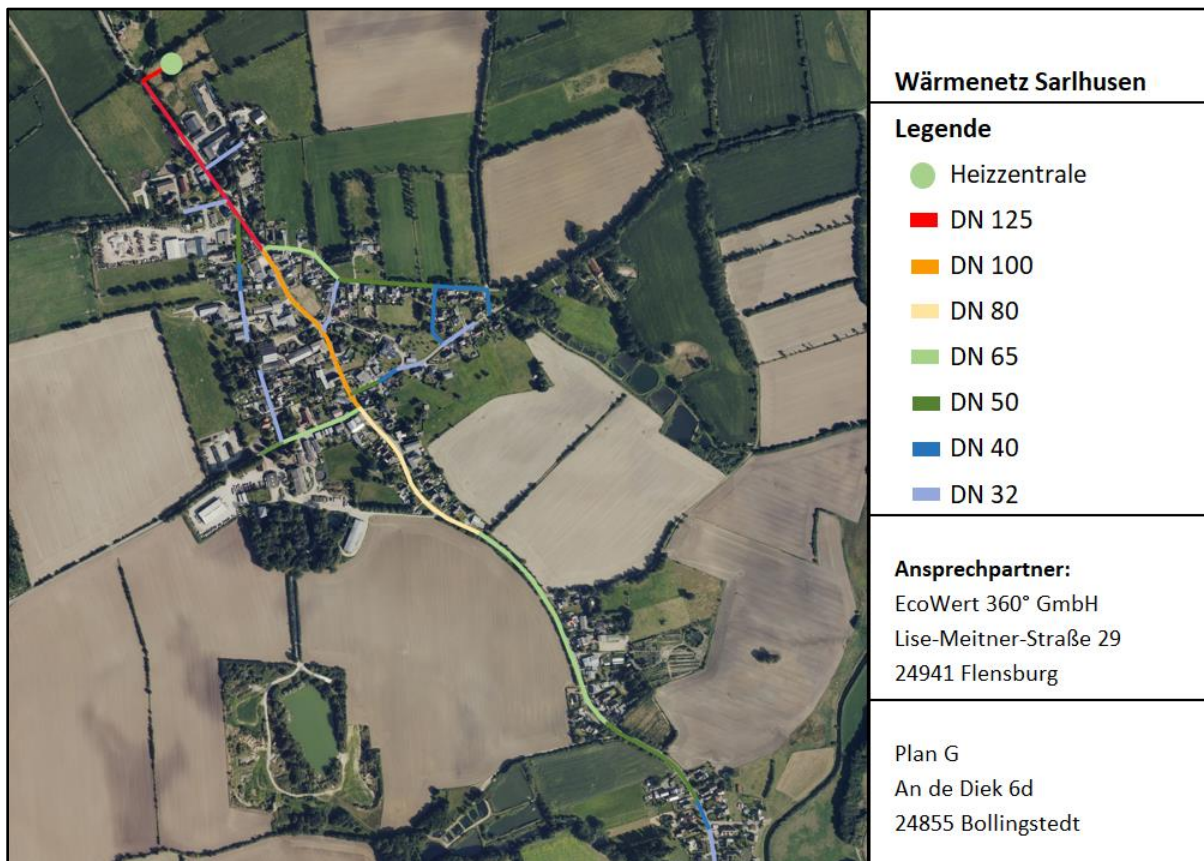 Wärmenetz Sarlhusen
Legende
Heizzentrale
DN 125
DN 100
DN 80
DN 65
DN 50
DN 40
DN 32
Ansprechpartner:
EcoWert 360° GmbH
Lise-Meitner-Straße 29
24941 Flensburg
Plan G
An de Diek 6d
24855 Bollingstedt